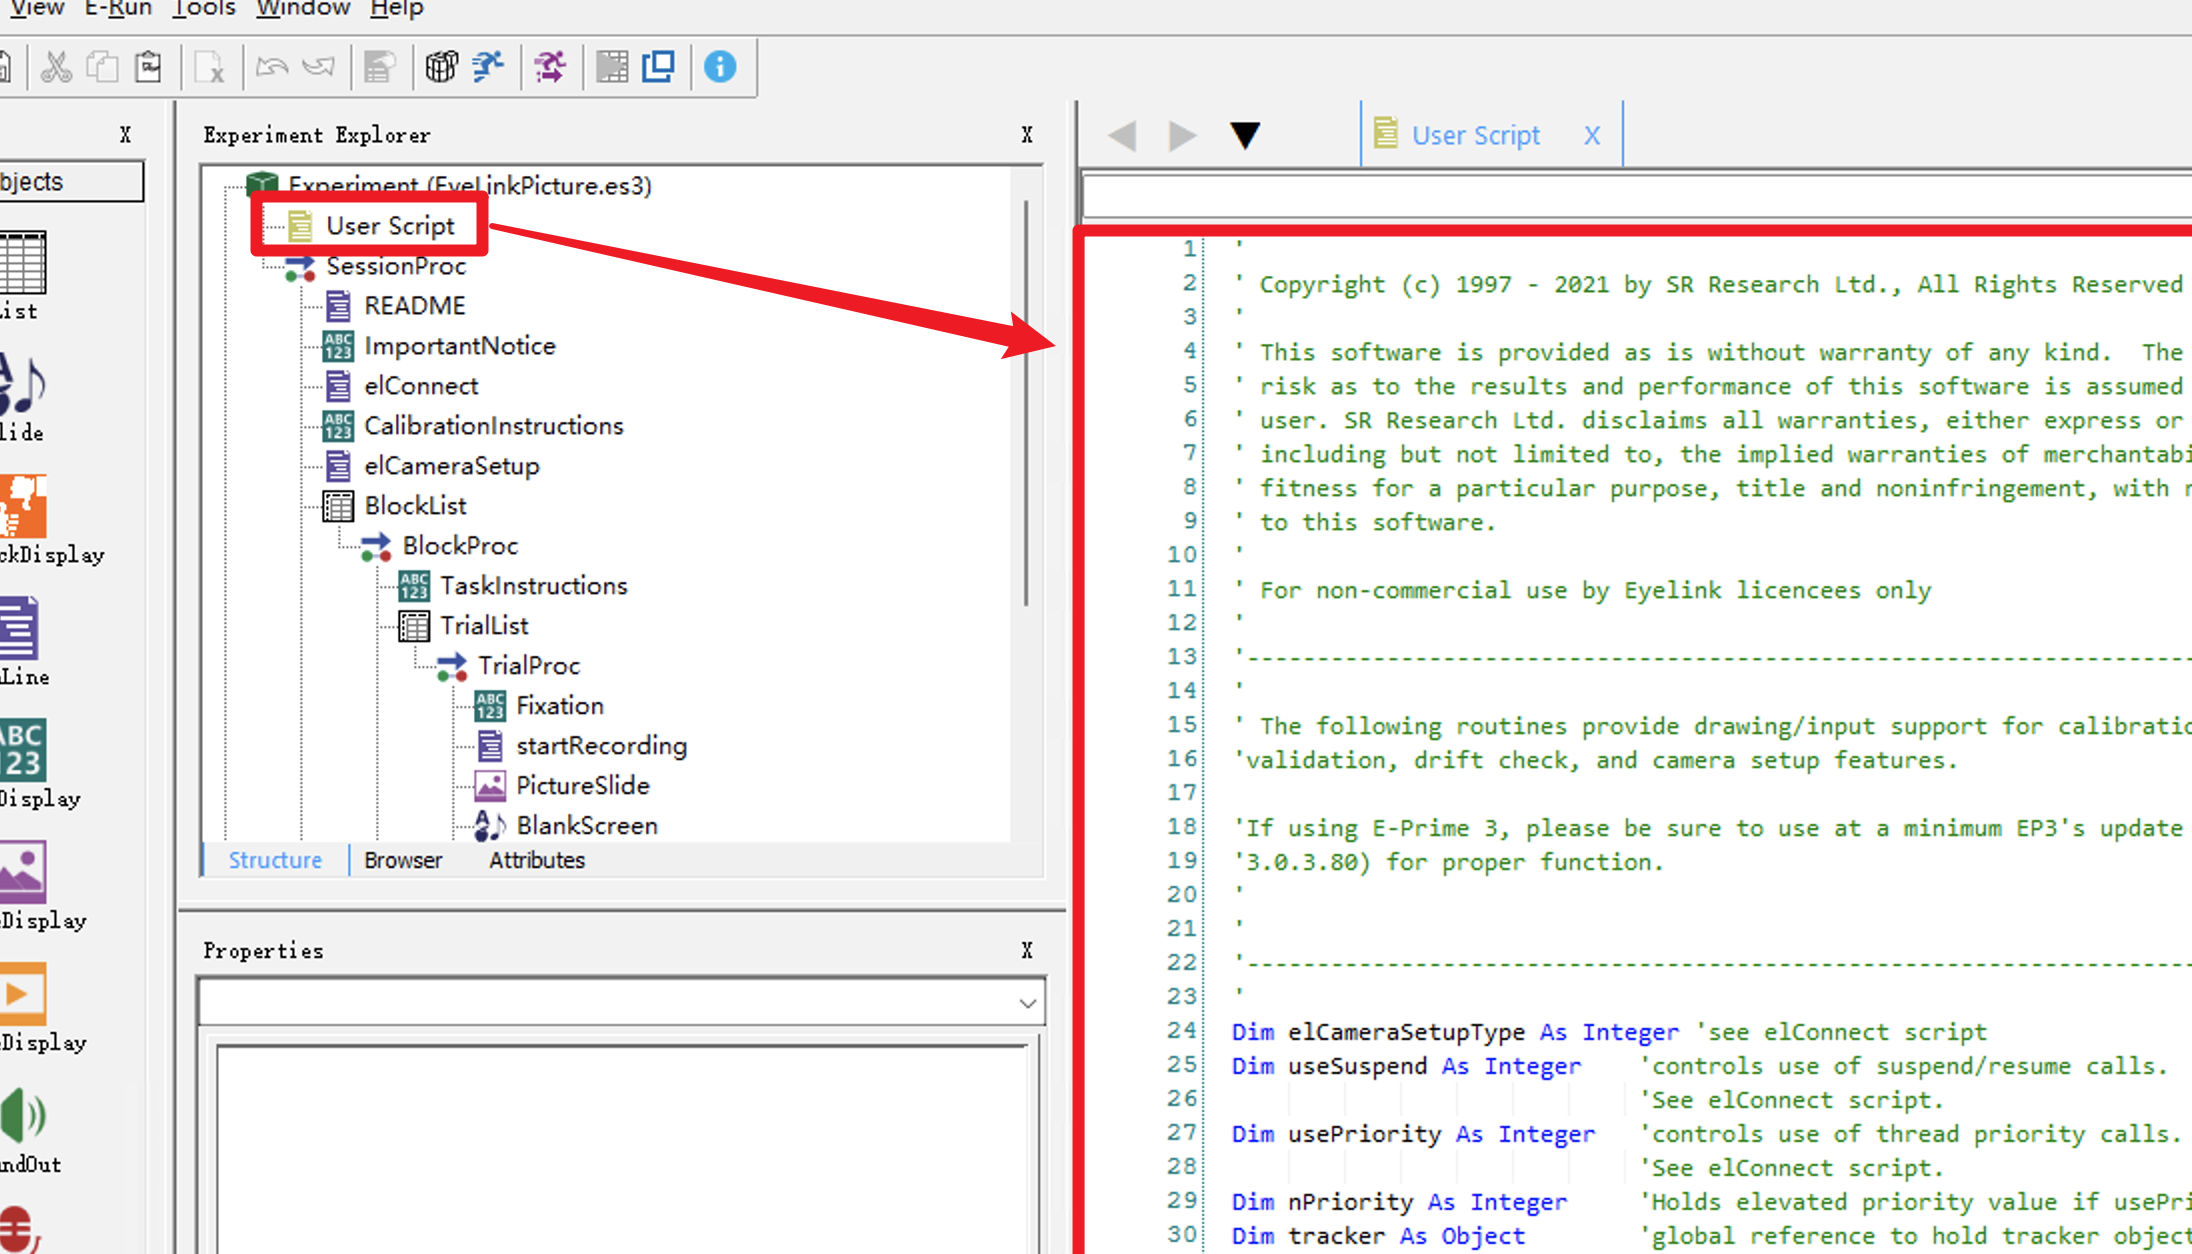 View E-Run Tools Window Help
X
bjects
ist
lide
ckDisplay
Line
Display
Display
Display
ndOut
Experiment Explorer X
Experiment (EyeLinkPicture.es3)
User Script
SessionProc
README
ImportantNotice
elConnect
CalibrationInstructions
elCameraSetup
BlockList
BlockProc
TaskInstructions
TrialList
TrialProc
Fixation
startRecording
PictureSlide
BlankScreen
Structure Browser Attributes
Properties X
User Script X
1 '
2 ' Copyright (c) 1997 - 2021 by SR Research Ltd., All Rights Reserved
3 '
4 ' This software is provided as is without warranty of any kind.  The
5 ' risk as to the results and performance of this software is assumed
6 ' user. SR Research Ltd. disclaims all warranties, either express or
7 ' including but not limited to, the implied warranties of merchantabi
8 ' fitness for a particular purpose, title and noninfringement, with r
9 ' to this software.
10 '
11 ' For non-commercial use by Eyelink licencees only
12 '
13 '--------------------------------------------------------------------
14 '
15 ' The following routines provide drawing/input support for calibratio
16 'validation, drift check, and camera setup features.
17
18 'If using E-Prime 3, please be sure to use at a minimum EP3's update
19 '3.0.3.80) for proper function.
20 '
21 '
22 '--------------------------------------------------------------------
23 '
24 Dim elCameraSetupType As Integer 'see elConnect script
25 Dim useSuspend As Integer 'controls use of suspend/resume calls.
26 'See elConnect script.
27 Dim usePriority As Integer 'controls use of thread priority calls.
28 'See elConnect script.
29 Dim nPriority As Integer 'Holds elevated priority value if usePri
30 Dim tracker As Object 'global reference to hold tracker object